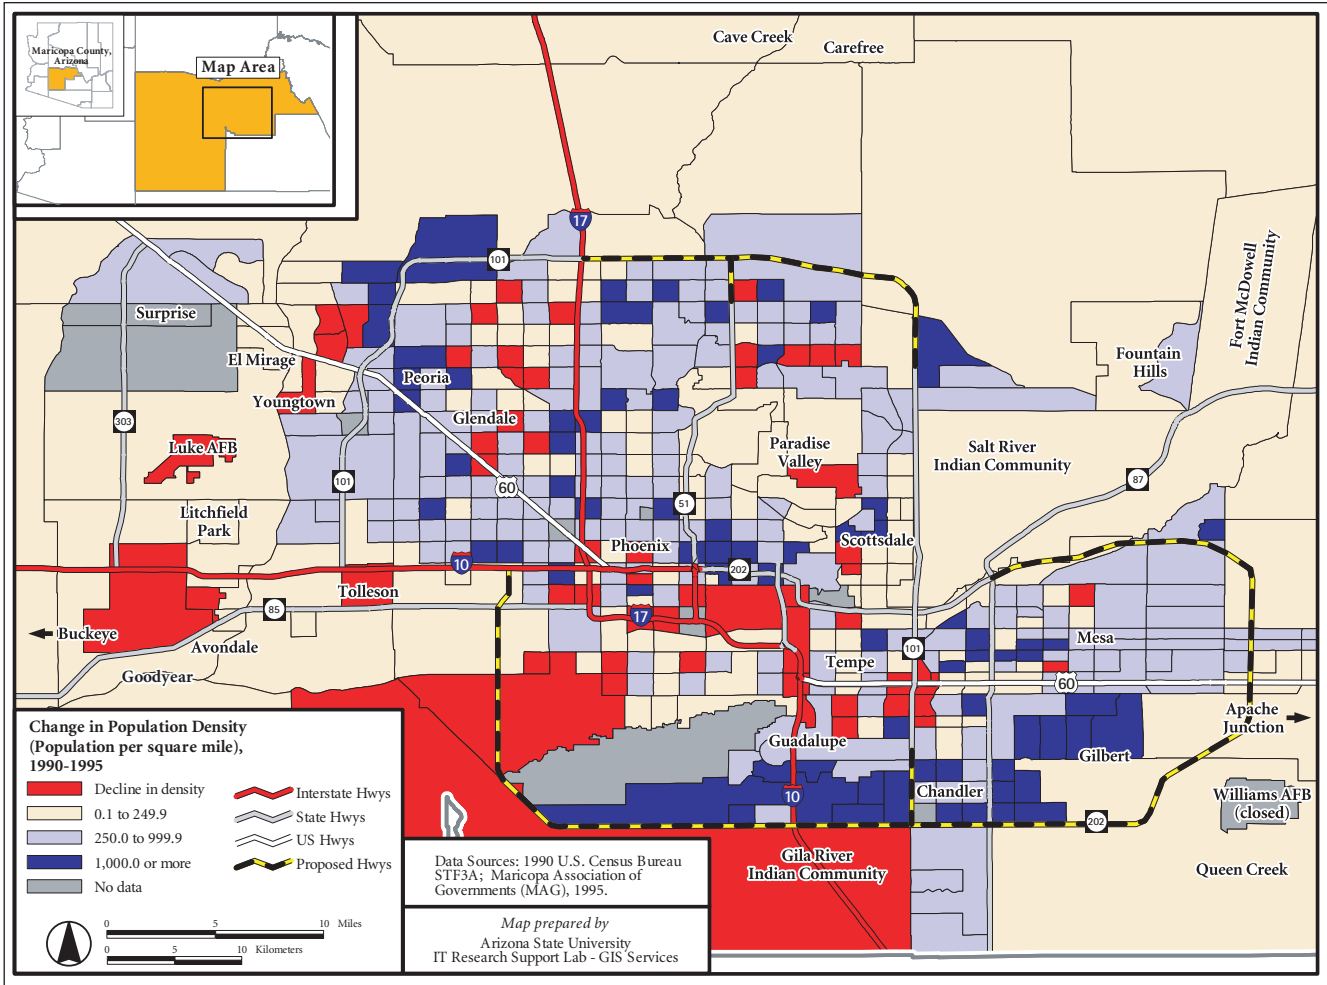 Maricopa County,
Arizona
Map Area
Cave Creek
Carefree
17
101
Fort McDowell
Indian Community
Surprise
El Mirage
Fountain
Hills
Peoria
Youngtown
303
Glendale
Luke AFB
Paradise
Valley
Salt River
Indian Community
101
60
87
51
Litchfield
Park
Phoenix
Scottsdale
10
202
Tolleson
85
17
Buckeye
Avondale
Mesa
101
Tempe
Goodyear
60
Apache
Junction
Guadalupe
Gilbert
10
Chandler
Williams AFB
(closed)
202
Gila River
Indian Community
Queen Creek
Change in Population Density
(Population per square mile),
1990-1995
Decline in density
0.1 to 249.9
250.0 to 999.9
1,000.0 or more
No data
Interstate Hwys
State Hwys
US Hwys
Proposed Hwys
0 5 10 Miles
0 5 10 Kilometers
Data Sources: 1990 U.S. Census Bureau
STF3A; Maricopa Association of
Governments (MAG), 1995.
Map prepared by
Arizona State University
IT Research Support Lab - GIS Services